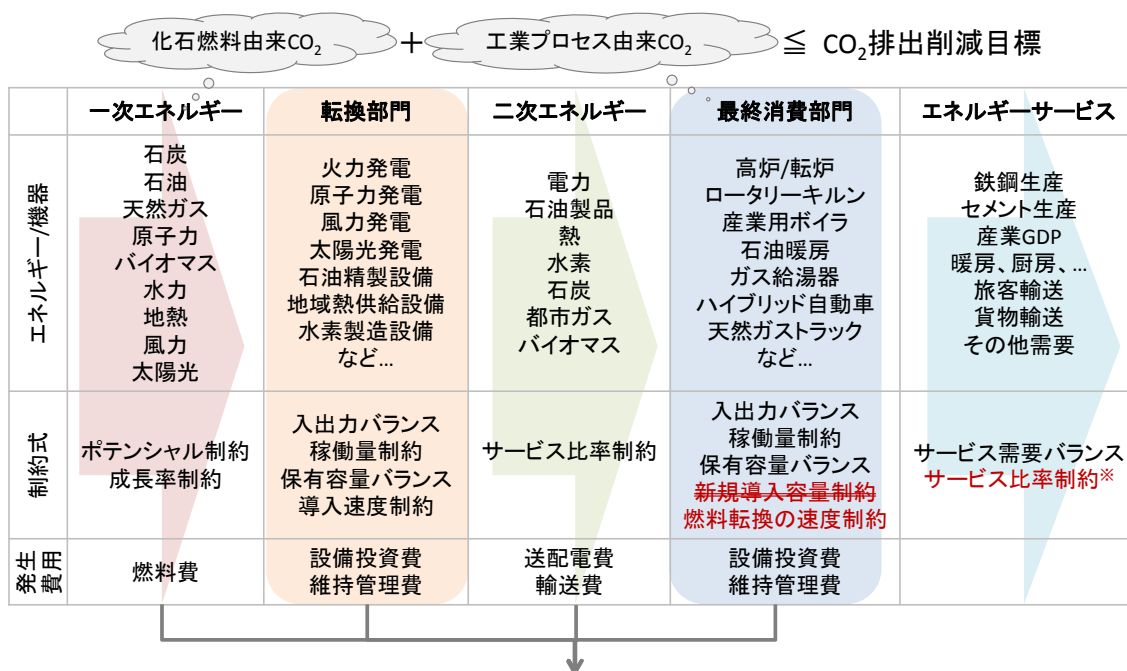 化石燃料由来CO₂ + 工業プロセス由来CO₂ ≦ CO₂排出削減目標
一次エネルギー
転換部門
二次エネルギー
最終消費部門
エネルギーサービス
エネルギー/機器
石炭
石油
天然ガス
原子力
バイオマス
水力
地熱
風力
太陽光
火力発電
原子力発電
風力発電
太陽光発電
石油精製設備
地域熱供給設備
水素製造設備
など…
電力
石油製品
熱
水素
石炭
都市ガス
バイオマス
高炉/転炉
ロータリーキルン
産業用ボイラ
石油暖房
ガス給湯器
ハイブリッド自動車
天然ガストラック
など…
鉄鋼生産
セメント生産
産業GDP
暖房、厨房、…
旅客輸送
貨物輸送
その他需要
制約式
ポテンシャル制約
成長率制約
入出力バランス
稼働量制約
保有容量バランス
導入速度制約
サービス比率制約
入出力バランス
稼働量制約
保有容量バランス
新規導入容量制約
燃料転換の速度制約
サービス需要バランス
サービス比率制約※
発生
費用
燃料費
設備投資費
維持管理費
送配電費
輸送費
設備投資費
維持管理費